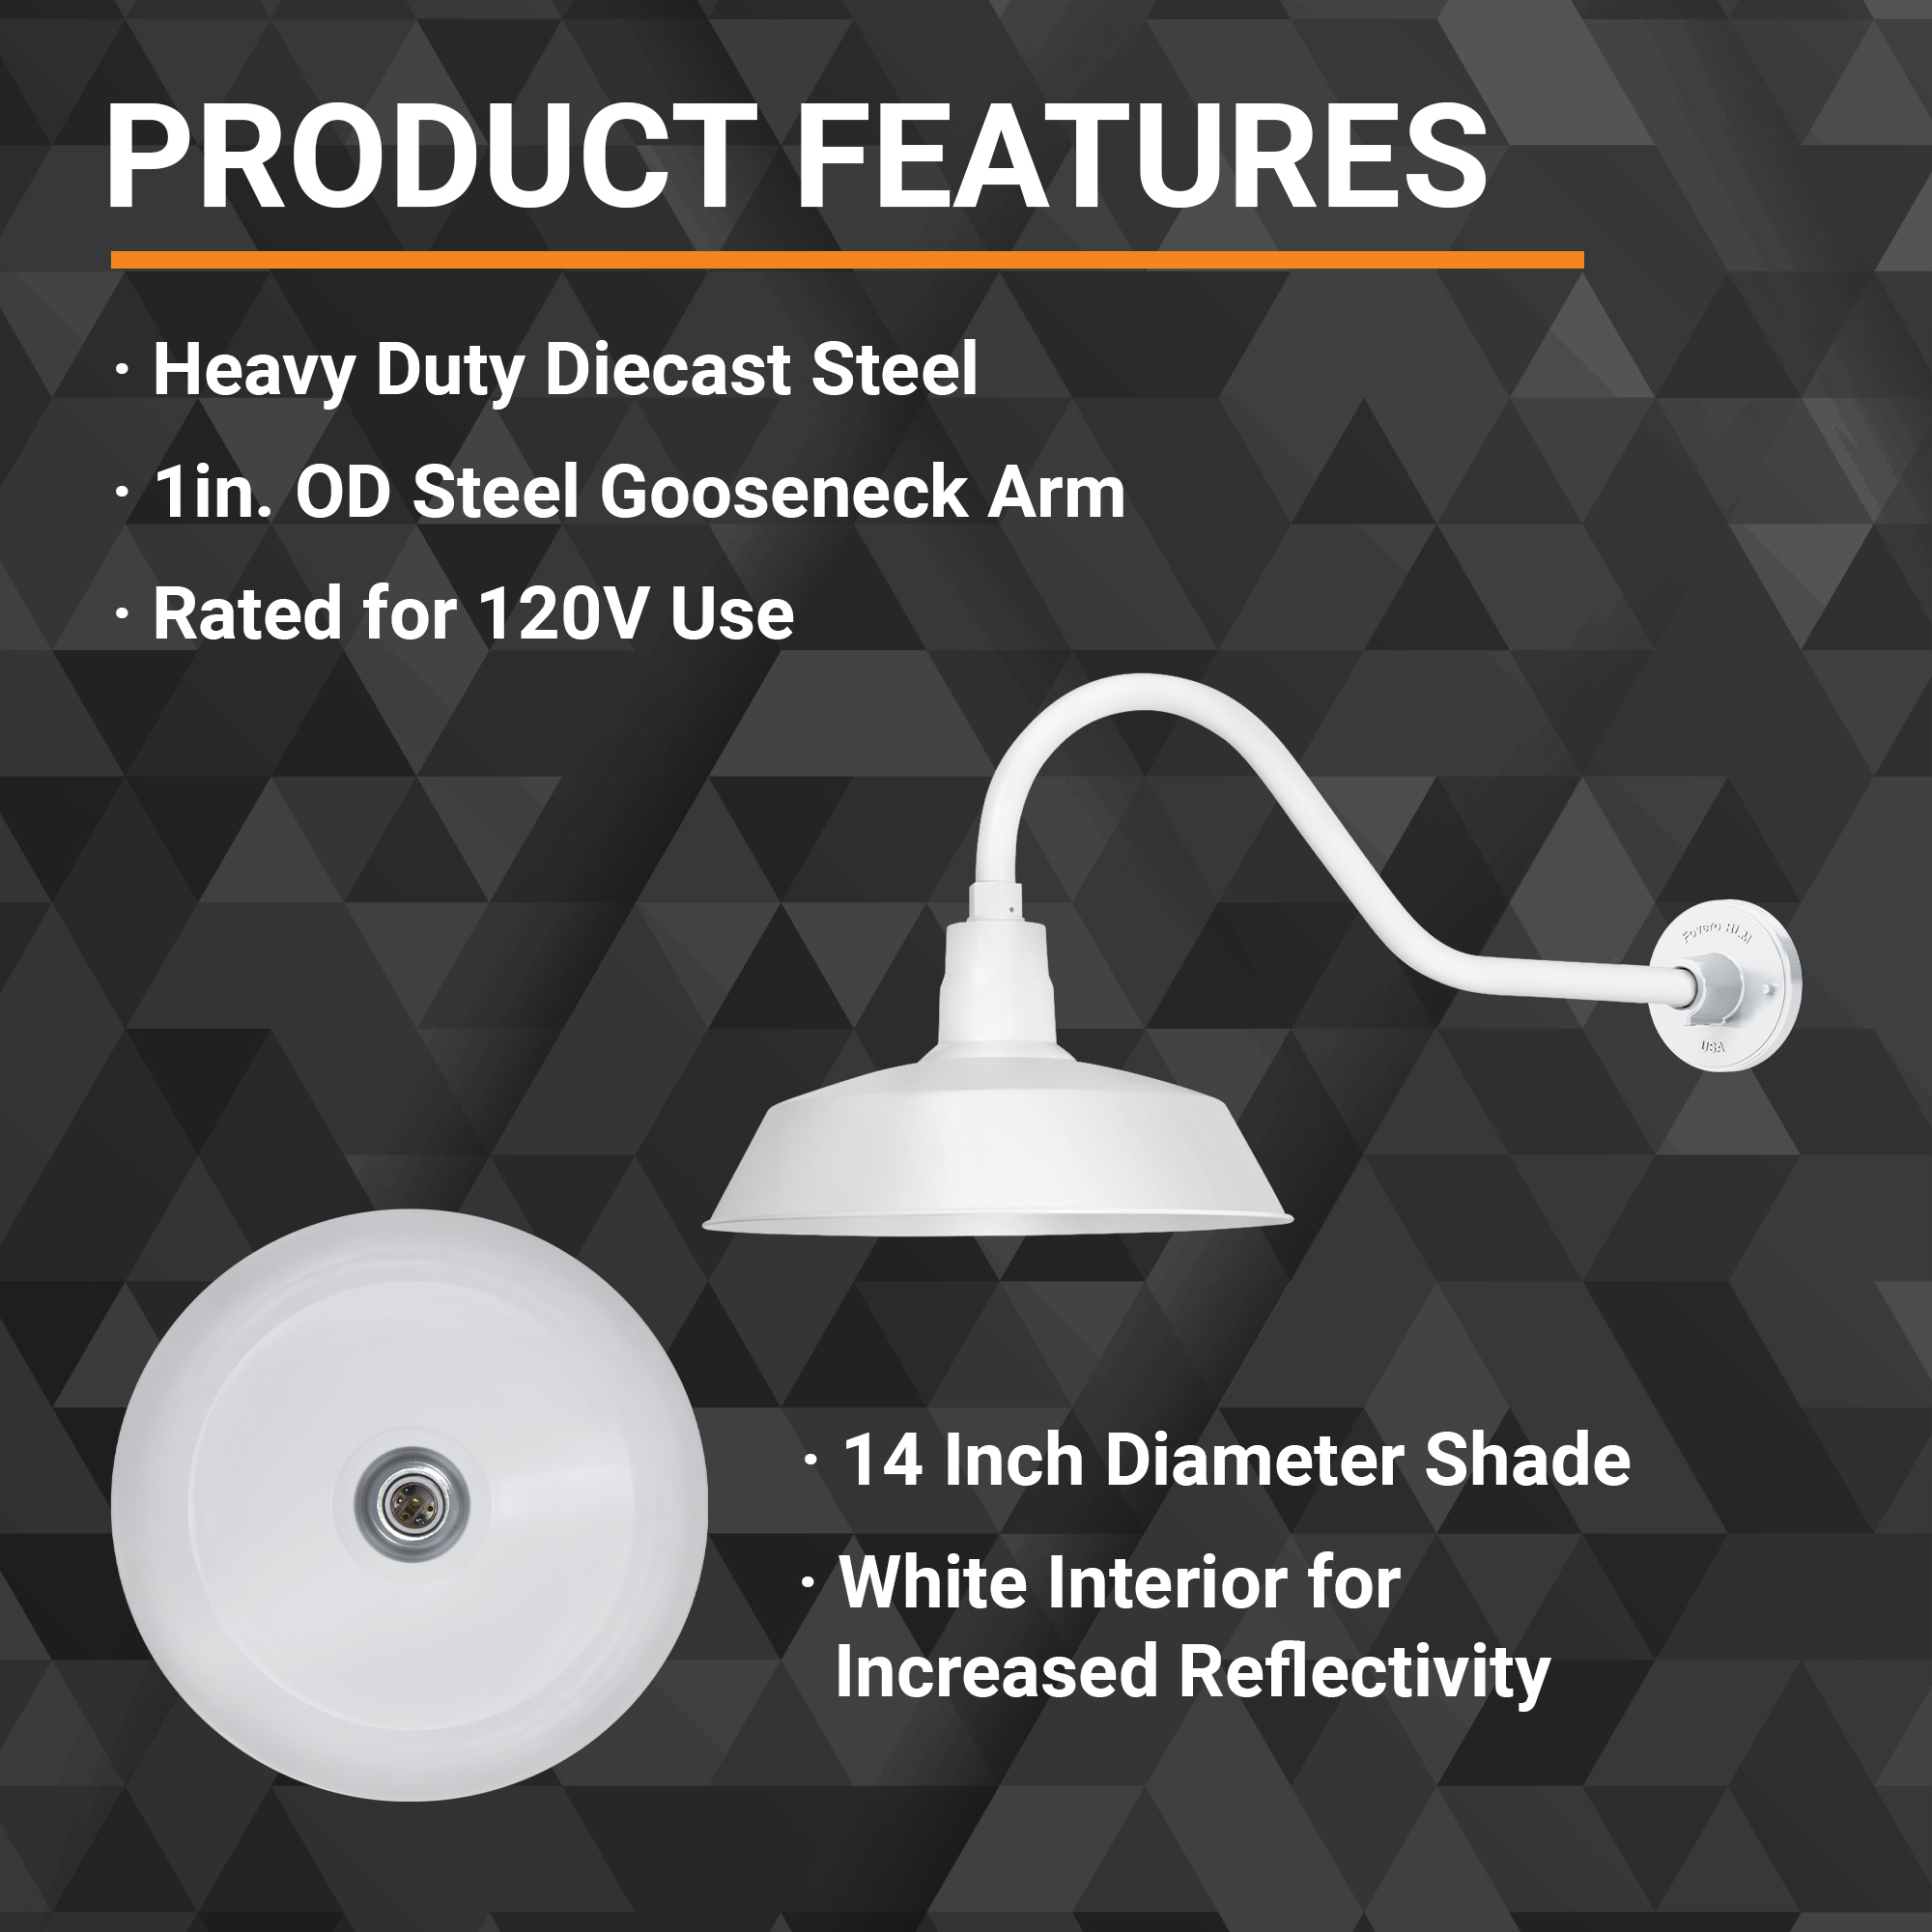 PRODUCT FEATURES
· Heavy Duty Diecast Steel
· 1in. OD Steel Gooseneck Arm
· Rated for 120V Use
USA
· 14 Inch Diameter Shade
· White Interior for
Increased Reflectivity